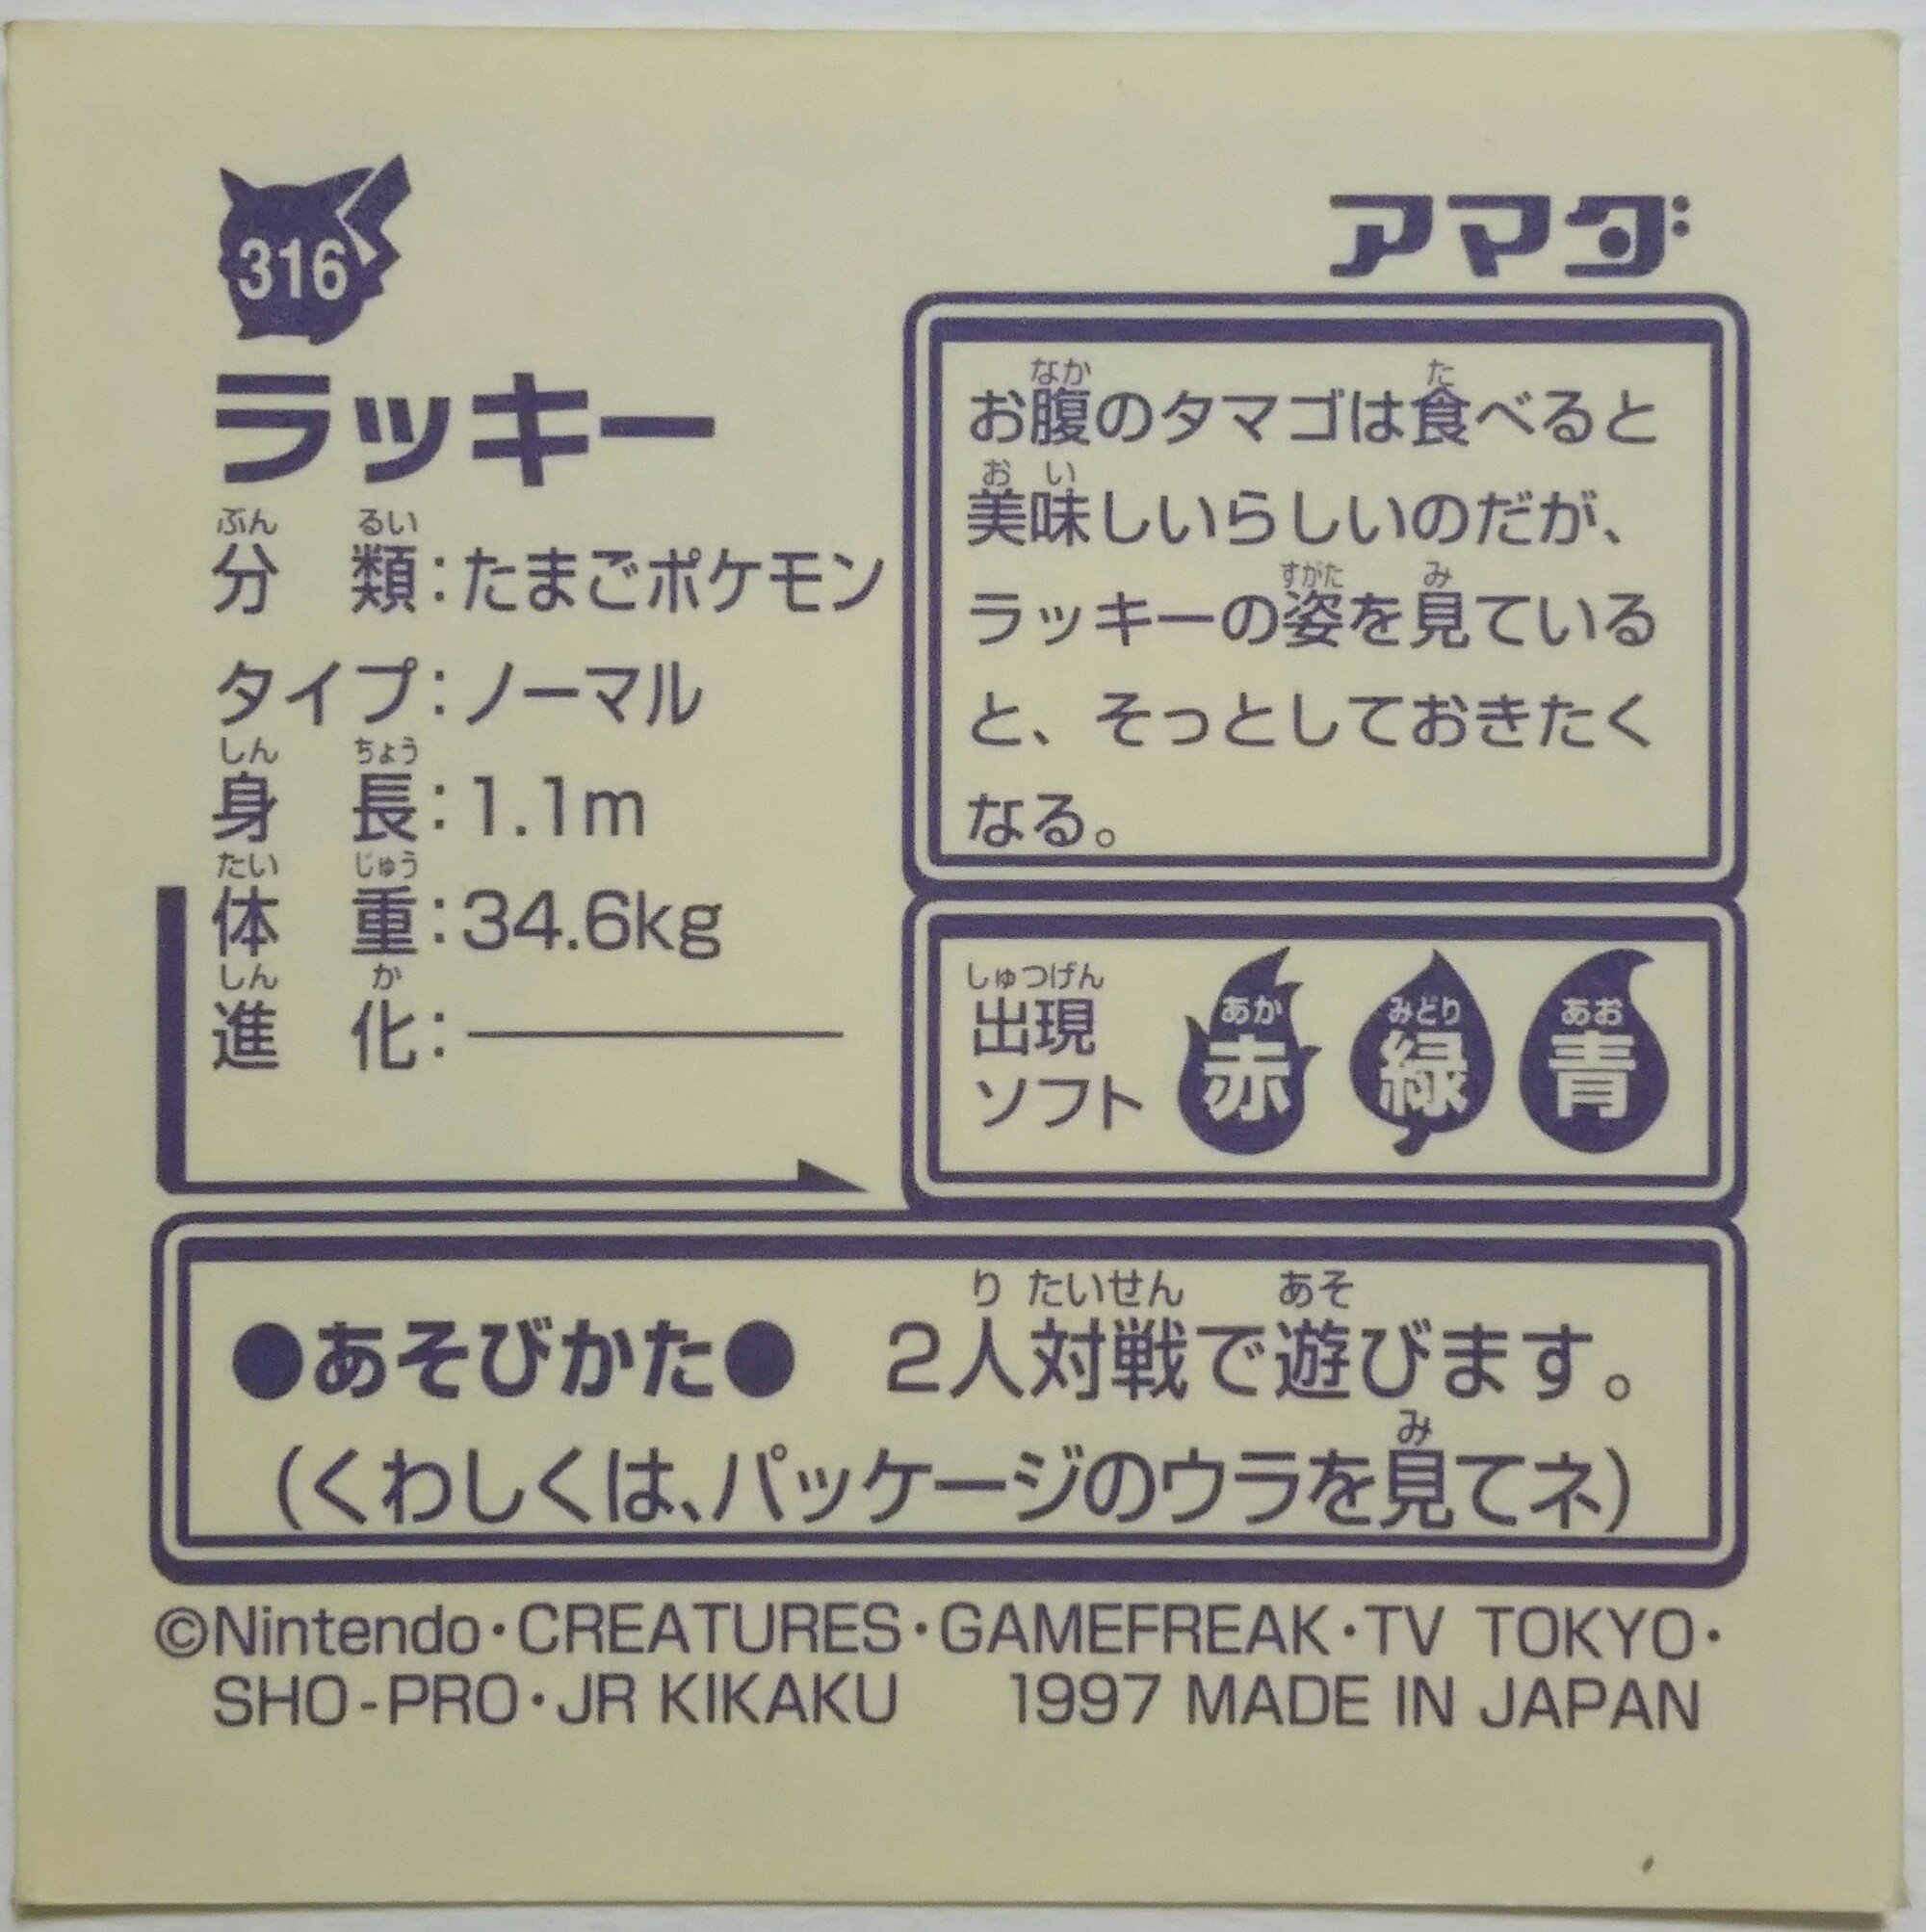 316
アマダ
ラッキー
ぶん るい
分 類：たまごポケモン
タイプ：ノーマル
しん ちょう
身 長：1.1m
たい じゅう
体 重：34.6kg
しん か
進 化：―――
なか た
お腹のタマゴは食べると
お い
美味しいらしいのだが、
すがた み
ラッキーの姿を見ている
と、そっとしておきたく
なる。
しゅつげん
出現
ソフト
あか
赤
みどり
緑
あお
青
り たいせん あそ
●あそびかた● 2人対戦で遊びます。
み
（くわしくは、パッケージのウラを見てネ）
©Nintendo・CREATURES・GAMEFREAK・TV TOKYO・
SHO-PRO・JR KIKAKU 1997 MADE IN JAPAN